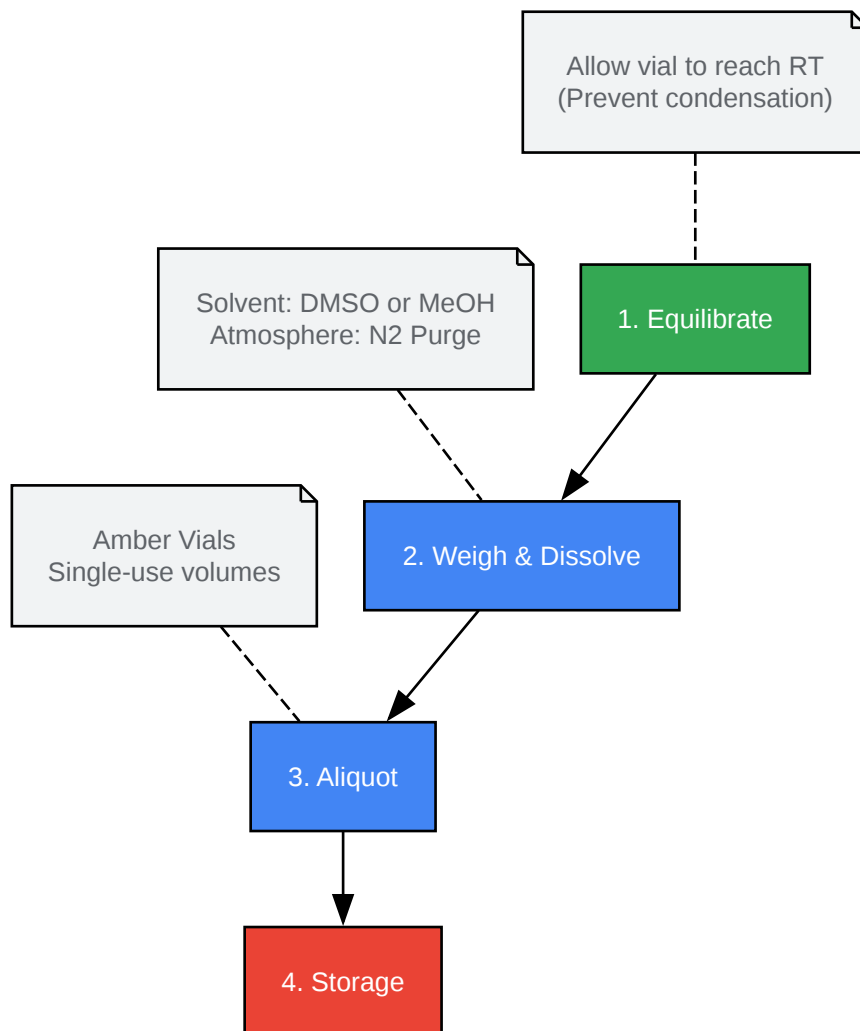 Allow vial to reach RT
(Prevent condensation)
Solvent: DMSO or MeOH
Atmosphere: N2 Purge
1. Equilibrate
Amber Vials
Single-use volumes
2. Weigh & Dissolve
3. Aliquot
4. Storage